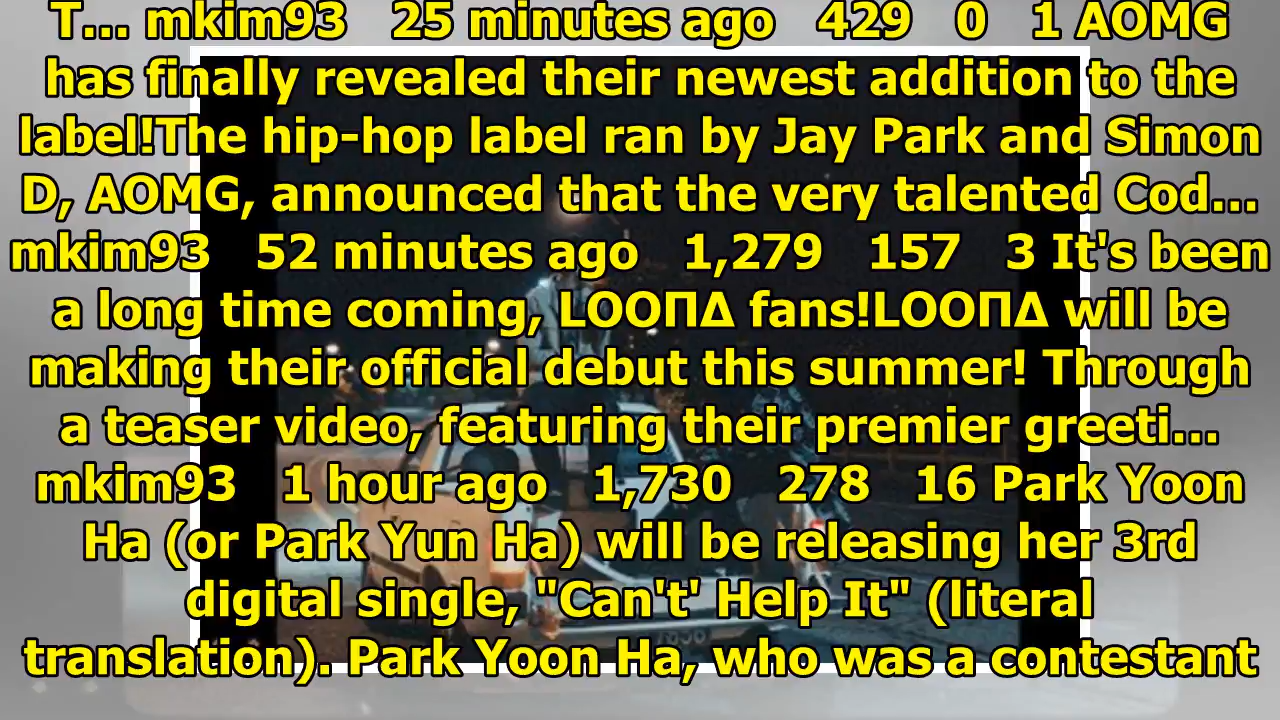 T... mkim93 25 minutes ago 429 0 1 AOMG
has finally revealed their newest addition to the
label!The hip-hop label ran by Jay Park and Simon
D, AOMG, announced that the very talented Cod...
mkim93 52 minutes ago 1,279 157 3 It's been
a long time coming, LOOΠΔ fans!LOOΠΔ will be
making their official debut this summer! Through
a teaser video, featuring their premier greeti...
mkim93 1 hour ago 1,730 278 16 Park Yoon
Ha (or Park Yun Ha) will be releasing her 3rd
digital single, "Can't' Help It" (literal
translation). Park Yoon Ha, who was a contestant